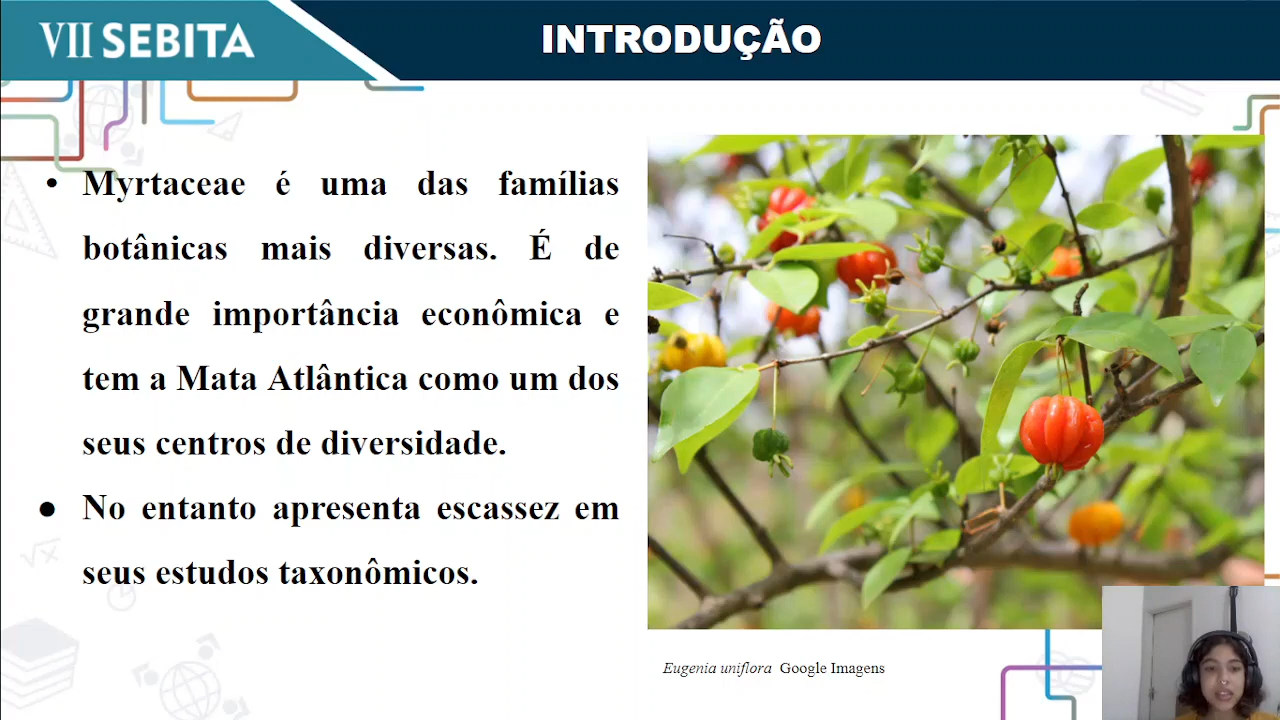 VII SEBITA
INTRODUÇÃO
• Myrtaceae é uma das famílias
botânicas mais diversas. É de
grande importância econômica e
tem a Mata Atlântica como um dos
seus centros de diversidade.
● No entanto apresenta escassez em
seus estudos taxonômicos.
Eugenia uniflora Google Imagens